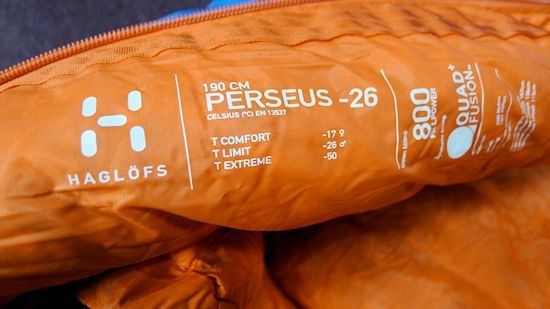 HAGLÖFS
190 CM
PERSEUS -26
CELSIUS (°C) EN 13537
T COMFORT -17 ♀
T LIMIT -26 ♂
T EXTREME -50
800
FILL POWER
QUAD+
FUSION